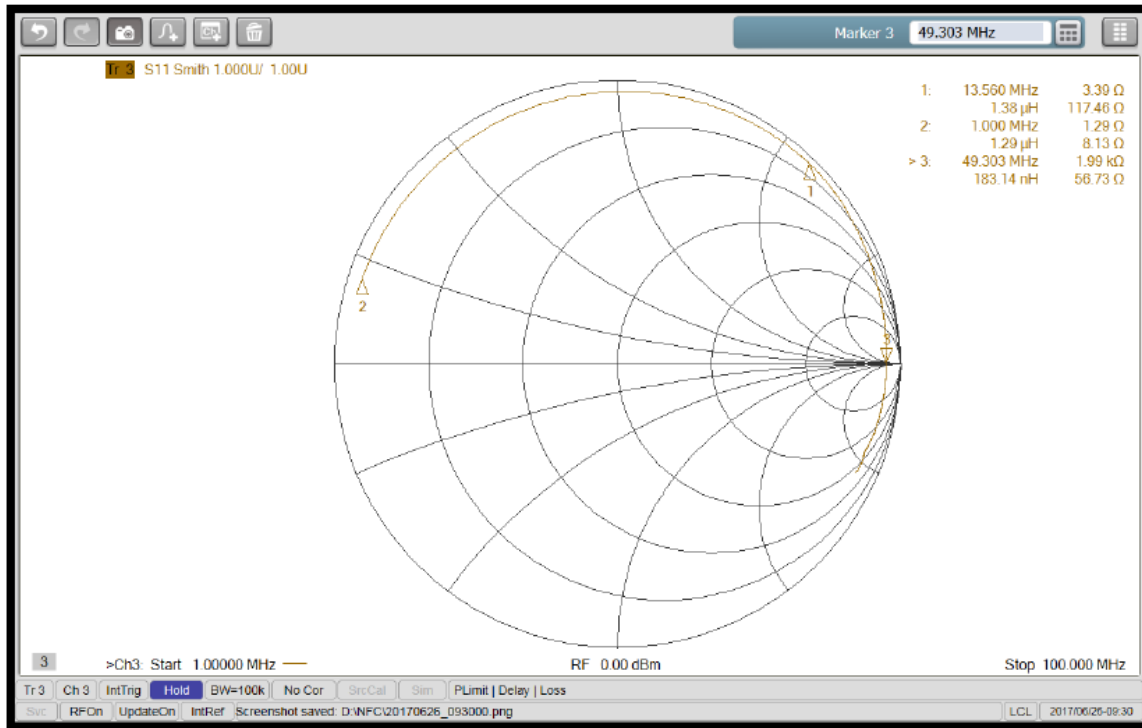 Marker 3 49.303 MHz
Tr 3 S11 Smith 1.000U/ 1.00U
1: 13.560 MHz 3.39 Ω
1.38 µH 117.46 Ω
2: 1.000 MHz 1.29 Ω
1.29 µH 8.13 Ω
> 3: 49.303 MHz 1.99 kΩ
183.14 nH 56.73 Ω
1
2
3
3 >Ch3: Start 1.00000 MHz RF 0.00 dBm Stop 100.000 MHz
Tr 3 Ch 3 IntTrig Hold BW=100k No Cor SrcCal Sim PLimit | Delay | Loss
Svc RFOn UpdateOn IntRef Screenshot saved: D:\NFC\20170626_093000.png LCL 2017/06/26-09:30